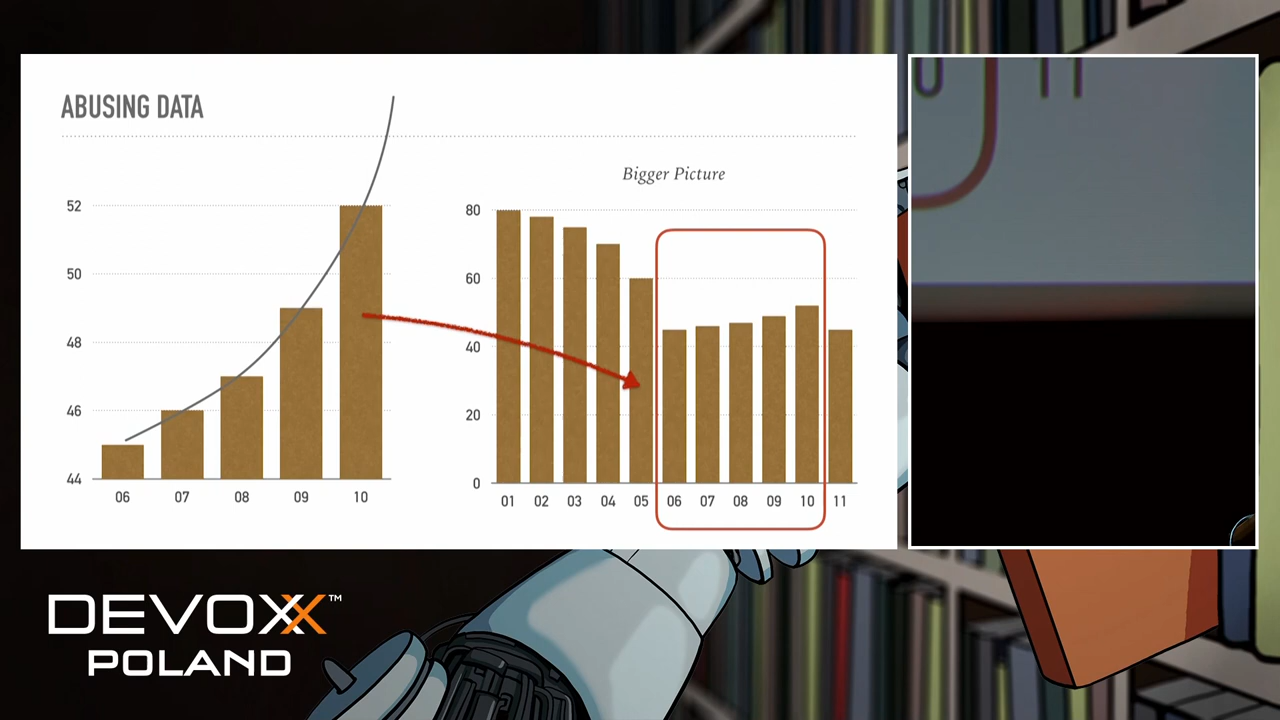 ABUSING DATA
52
50
48
46
44
06 07 08 09 10
Bigger Picture
80
60
40
20
0
01 02 03 04 05 06 07 08 09 10 11
11
DEVOXX™
POLAND